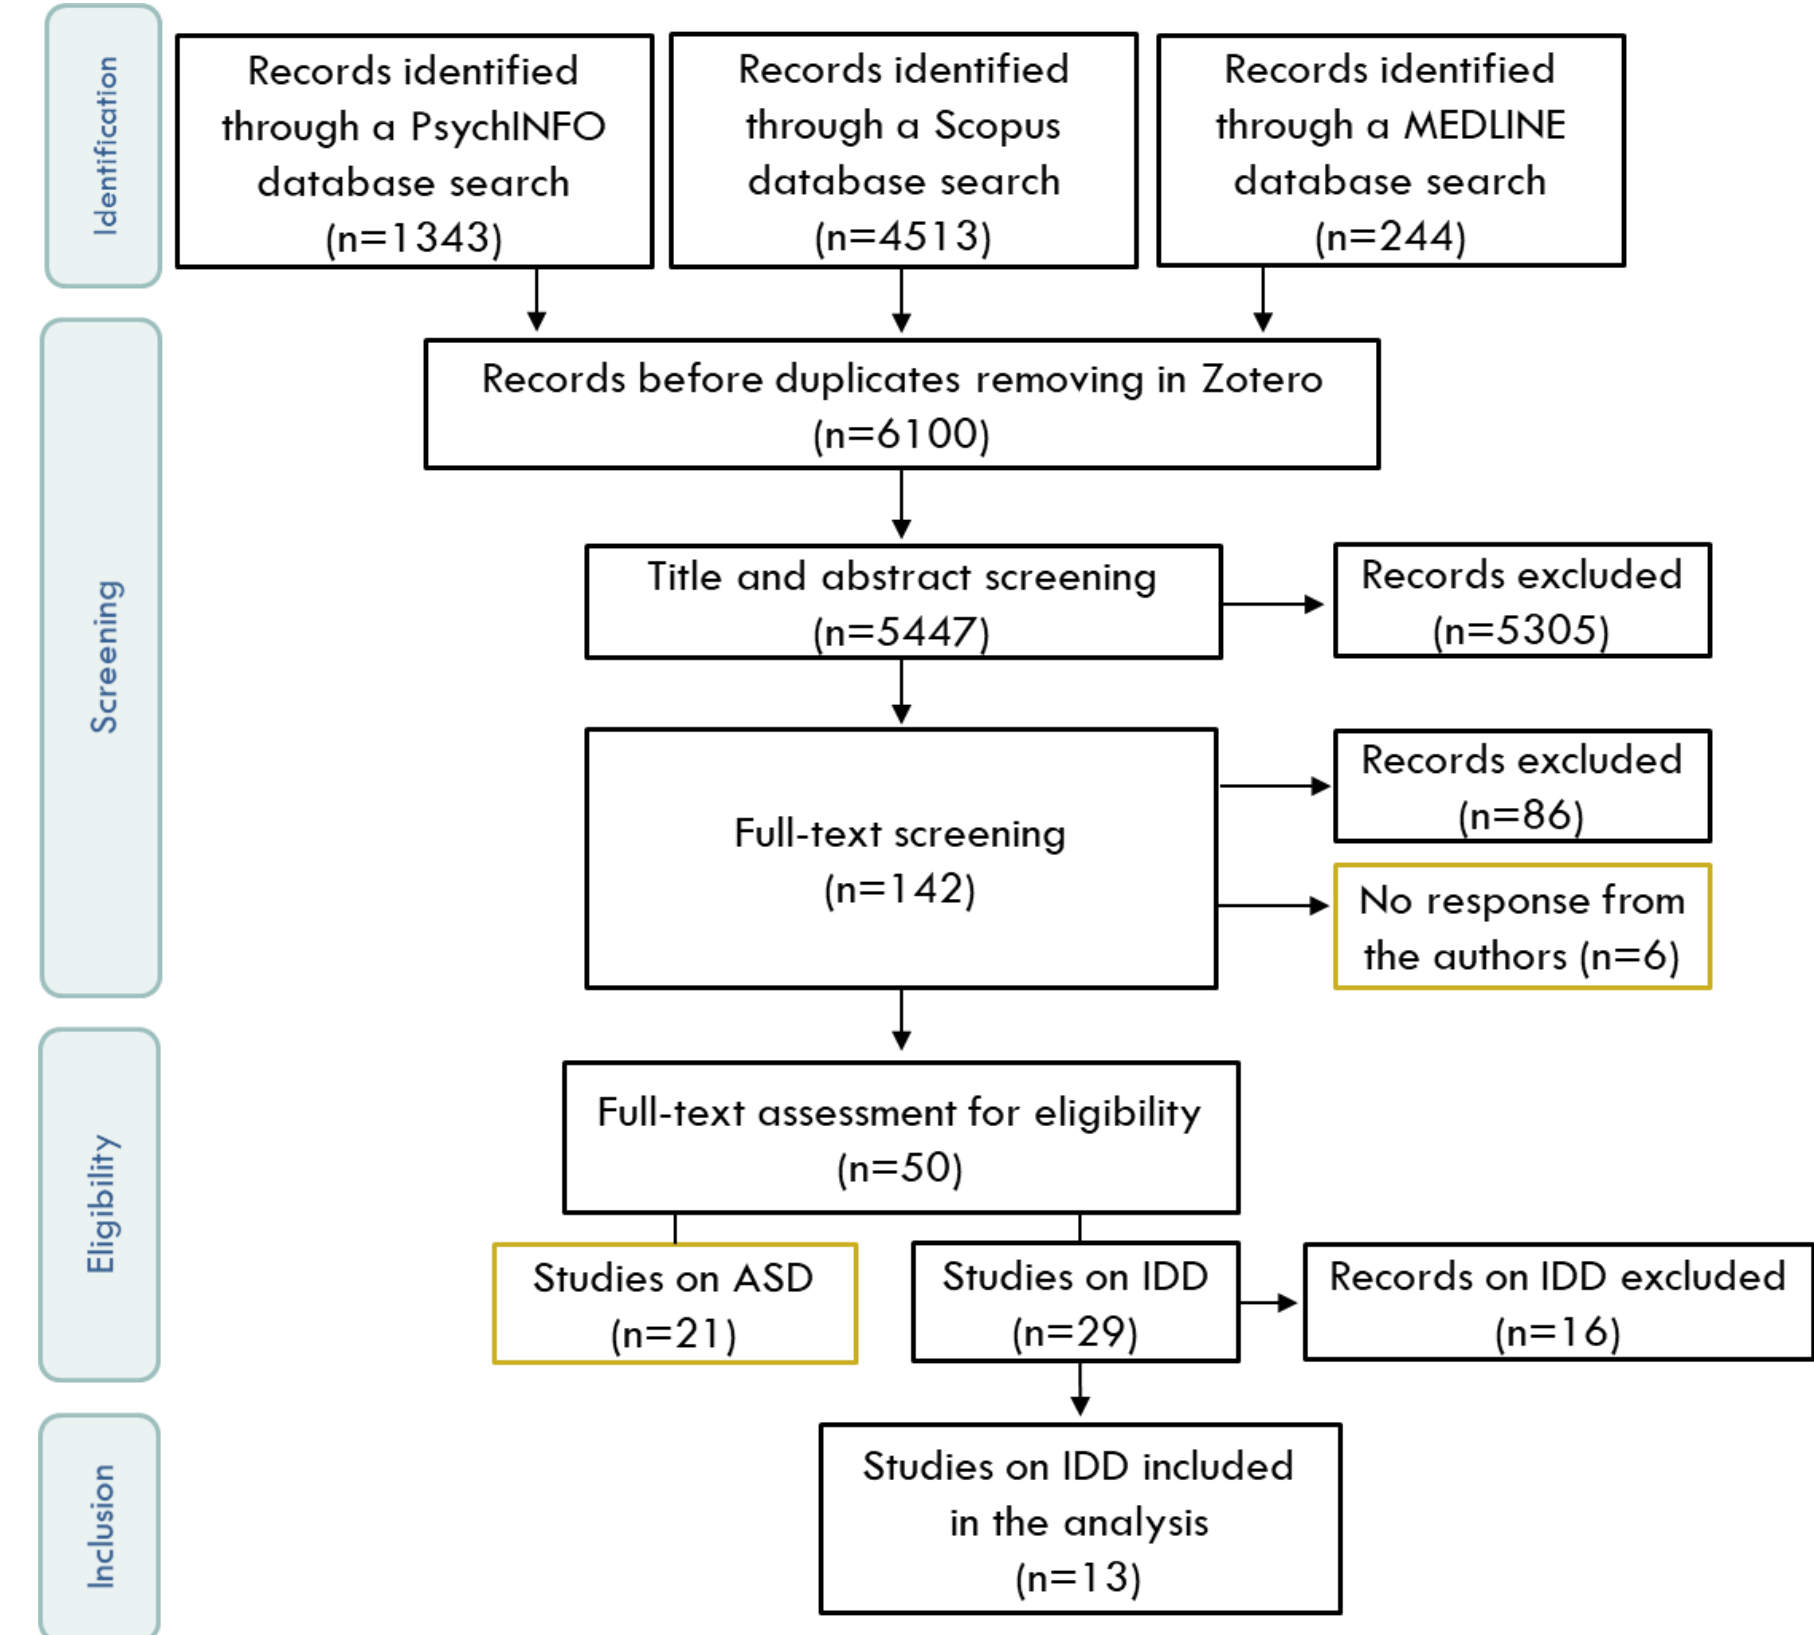 Identification
Records identified
through a PsychINFO
database search
(n=1343)
Records identified
through a Scopus
database search
(n=4513)
Records identified
through a MEDLINE
database search
(n=244)
Screening
Records before duplicates removing in Zotero
(n=6100)
Title and abstract screening
(n=5447)
Records excluded
(n=5305)
Full-text screening
(n=142)
Records excluded
(n=86)
No response from
the authors (n=6)
Eligibility
Full-text assessment for eligibility
(n=50)
Studies on ASD
(n=21)
Studies on IDD
(n=29)
Records on IDD excluded
(n=16)
Inclusion
Studies on IDD included
in the analysis
(n=13)